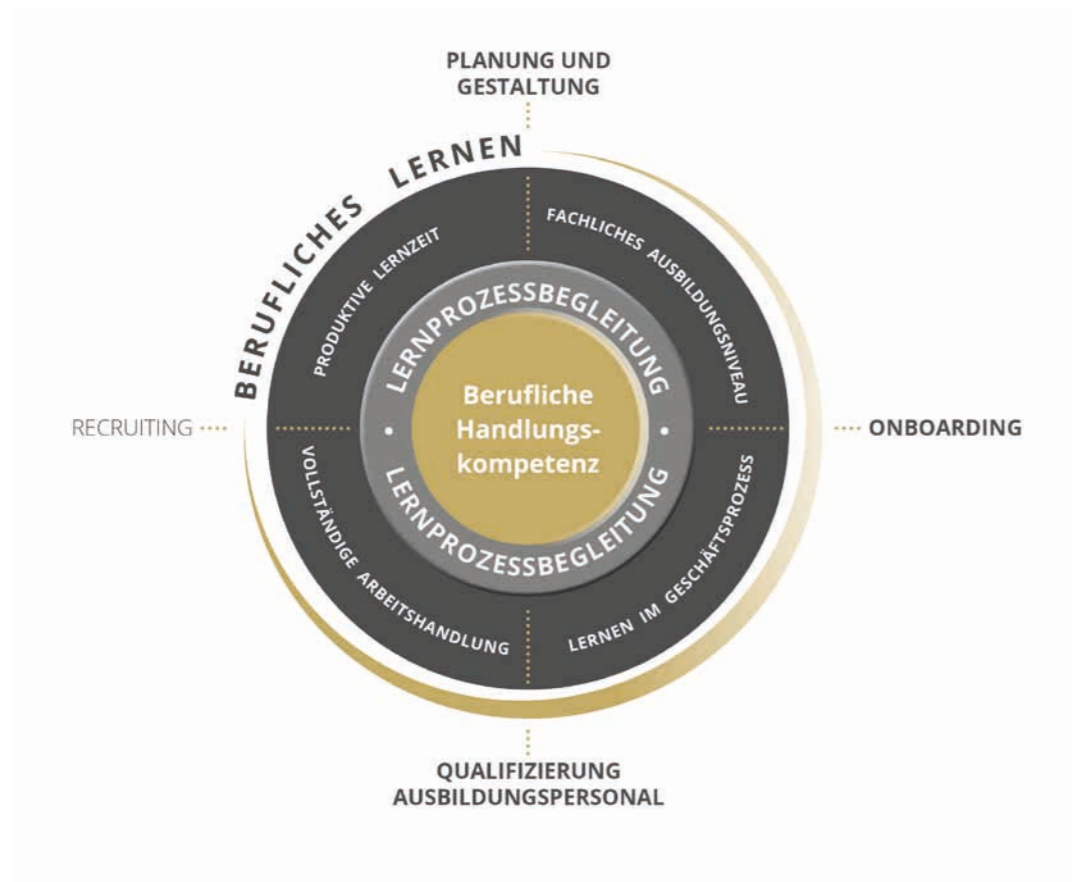 PLANUNG UND
GESTALTUNG
BERUFLICHES LERNEN
PRODUKTIVE LERNZEIT
FACHLICHES AUSBILDUNGSNIVEAU
LERNPROZESSBEGLEITUNG
Berufliche
Handlungs-
kompetenz
RECRUITING
ONBOARDING
LERNPROZESSBEGLEITUNG
VOLLSTÄNDIGE ARBEITSHANDLUNG
LERNEN IM GESCHÄFTSPROZESS
QUALIFIZIERUNG
AUSBILDUNGSPERSONAL